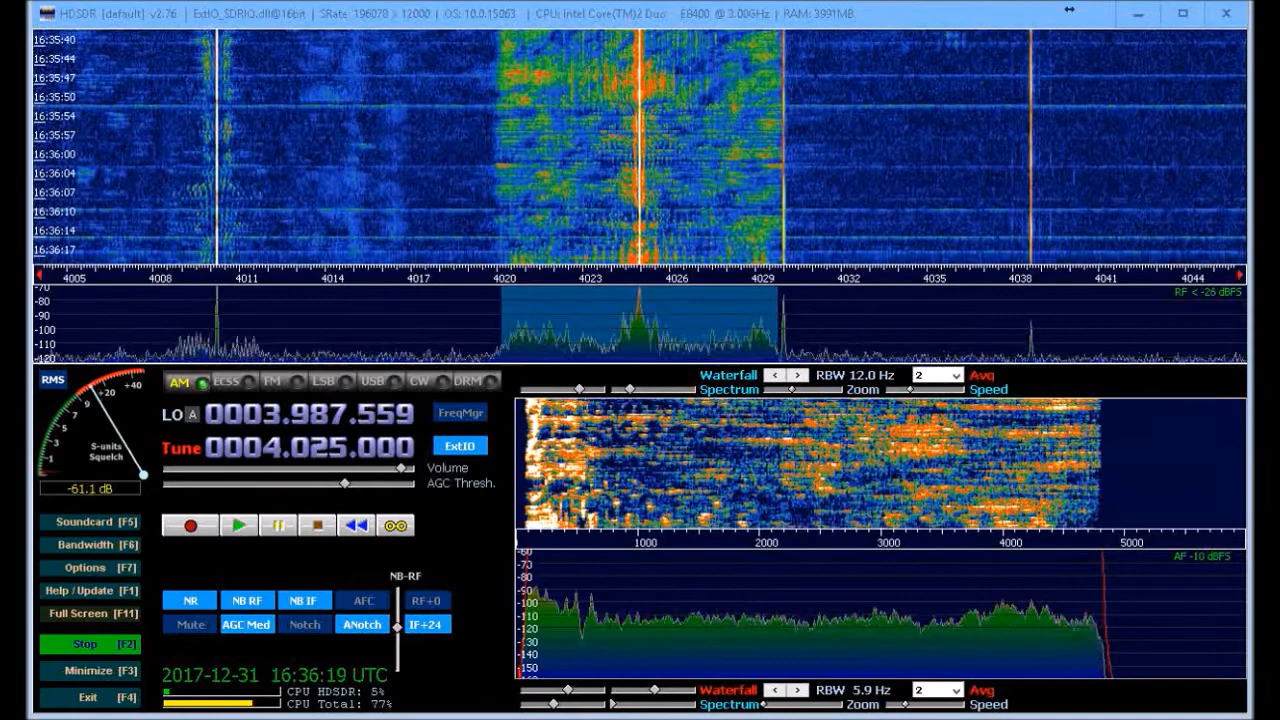 HDSDR [default] v2.76 | ExtIO_SDRIQ.dll@16bit | SRate: 196078 > 12000 | OS: 10.0.15063 | CPU: Intel Core(TM)2 Duo E8400 @ 3.00GHz | RAM: 3991MB
16:35:40
16:35:44
16:35:47
16:35:50
16:35:54
16:35:57
16:36:00
16:36:04
16:36:07
16:36:10
16:36:14
16:36:17
4005 4008 4011 4014 4017 4020 4023 4026 4029 4032 4035 4038 4041 4044
-70
-80
-90
-100
-110
-120
RF < -26 dBFS
RMS
1 3 5 7 9 +20 +40
S-units
Squelch
-61.1 dB
AM ECSS FM LSB USB CW DRM
LO A 0003.987.559 FreqMgr
Tune 0004.025.000 ExtIO
Volume
AGC Thresh.
Waterfall < > RBW 12.0 Hz 2 Avg
Spectrum Zoom Speed
Soundcard [F5]
Bandwidth [F6]
Options [F7]
Help / Update [F1]
Full Screen [F11]
Stop [F2]
Minimize [F3]
Exit [F4]
NB-RF
NR NB RF NB IF AFC RF+0
Mute AGC Med Notch ANotch IF+24
2017-12-31 16:36:19 UTC
CPU HDSDR: 5%
CPU Total: 77%
1000 2000 3000 4000 5000
-60
-70
-80
-90
-100
-110
-120
-130
-140
-150
AF -10 dBFS
Waterfall < > RBW 5.9 Hz 2 Avg
Spectrum Zoom Speed